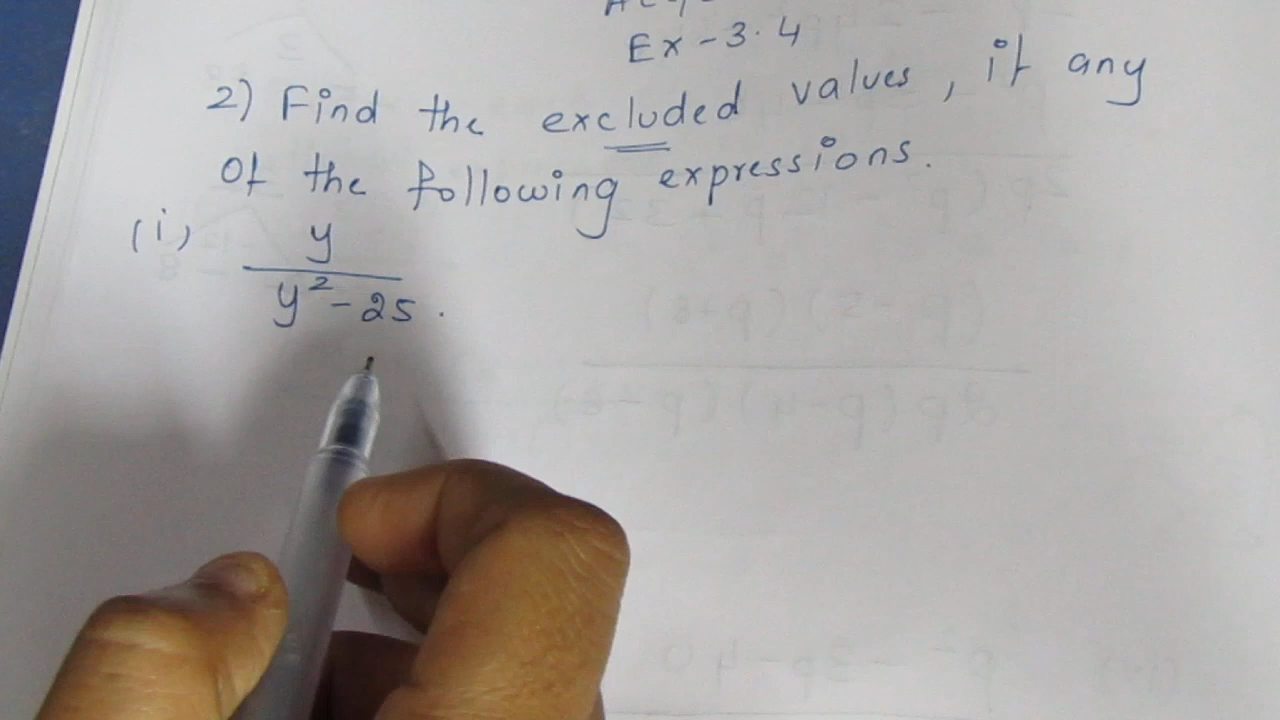 Ex-3.4
2) Find the excluded values, if any
of the following expressions.
(i) y
y²-25.